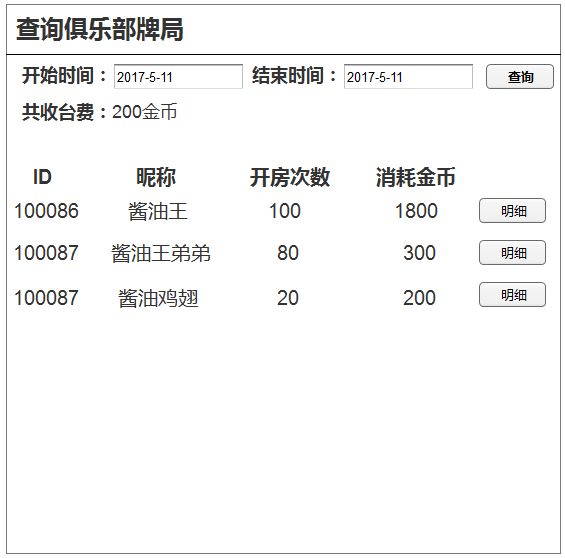 查询俱乐部牌局
开始时间： 2017-5-11 结束时间： 2017-5-11 查询
共收台费：200金币
ID 昵称 开房次数 消耗金币
100086 酱油王 100 1800 明细
100087 酱油王弟弟 80 300 明细
100087 酱油鸡翅 20 200 明细